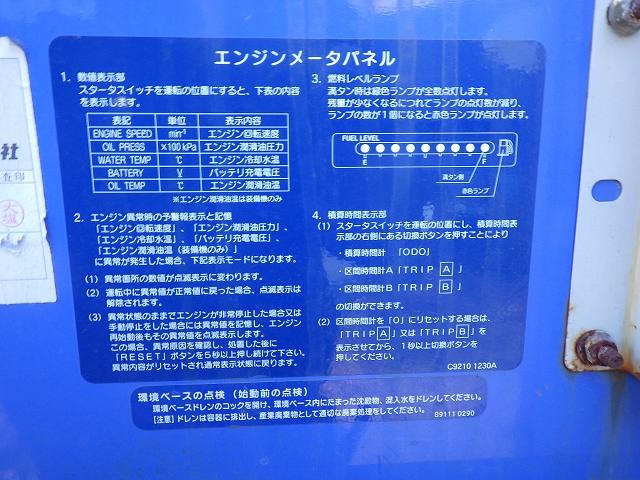 エンジンメータパネル
1. 数値表示部
スタータスイッチを運転の位置にすると、下表の内容
を表示します。
表記 単位 表示内容
ENGINE SPEED min⁻¹ エンジン回転速度
OIL PRESS ×100kPa エンジン潤滑油圧力
WATER TEMP ℃ エンジン冷却水温
BATTERY V バッテリ充電電圧
OIL TEMP ℃ エンジン潤滑油温
※エンジン潤滑油温は装備機のみ
2. エンジン異常時の予警報表示と記憶
「エンジン回転速度」、「エンジン潤滑油圧力」、
「エンジン冷却水温」、「バッテリ充電電圧」、
「エンジン潤滑油温（装備機のみ）」
に異常が発生した場合、下記表示モードになります。
(1) 異常箇所の数値が点滅表示に変わります。
(2) 運転中に異常値が正常値に戻った場合、点滅表示は
解除されます。
(3) 異常状態のままでエンジンが非常停止した場合又は
手動停止をした場合には異常値を記憶し、エンジン
再始動後もその異常値を点滅表示します。
この場合、異常原因を確認し、処置した後に
「RESET」ボタンを5秒以上押し続けて下さい。
異常内容がリセットされ通常表示状態に戻ります。
3. 燃料レベルランプ
満タン時は緑色ランプが全数点灯します。
残量が少なくなるにつれてランプの点灯数が減り、
ランプの数が1個になると赤色ランプが点灯します。
FUEL LEVEL
E F
満タン側
赤色ランプ
4. 積算時間表示部
(1) スタータスイッチを運転の位置にし、積算時間表
示部の右側にある切換ボタンを押すことにより
・積算時間計 「ODO」
・区間時間計A「TRIP A」
・区間時間計B「TRIP B」
の切換ができます。
(2) 区間時間計を「0」にリセットする場合は、
「TRIP A」又は「TRIP B」を
表示させてから、1秒以上切換ボタンを
押してください。
C9210 1230A
環境ベースの点検（始動前の点検）
環境ベースドレンのコックを開け、環境ベース内にたまった沈殿物、混入水をドレンしてください。
［注意］ドレンは容器に排出し、産業廃棄物として適切な廃棄処理をしてください。 89111 0290
社
査印